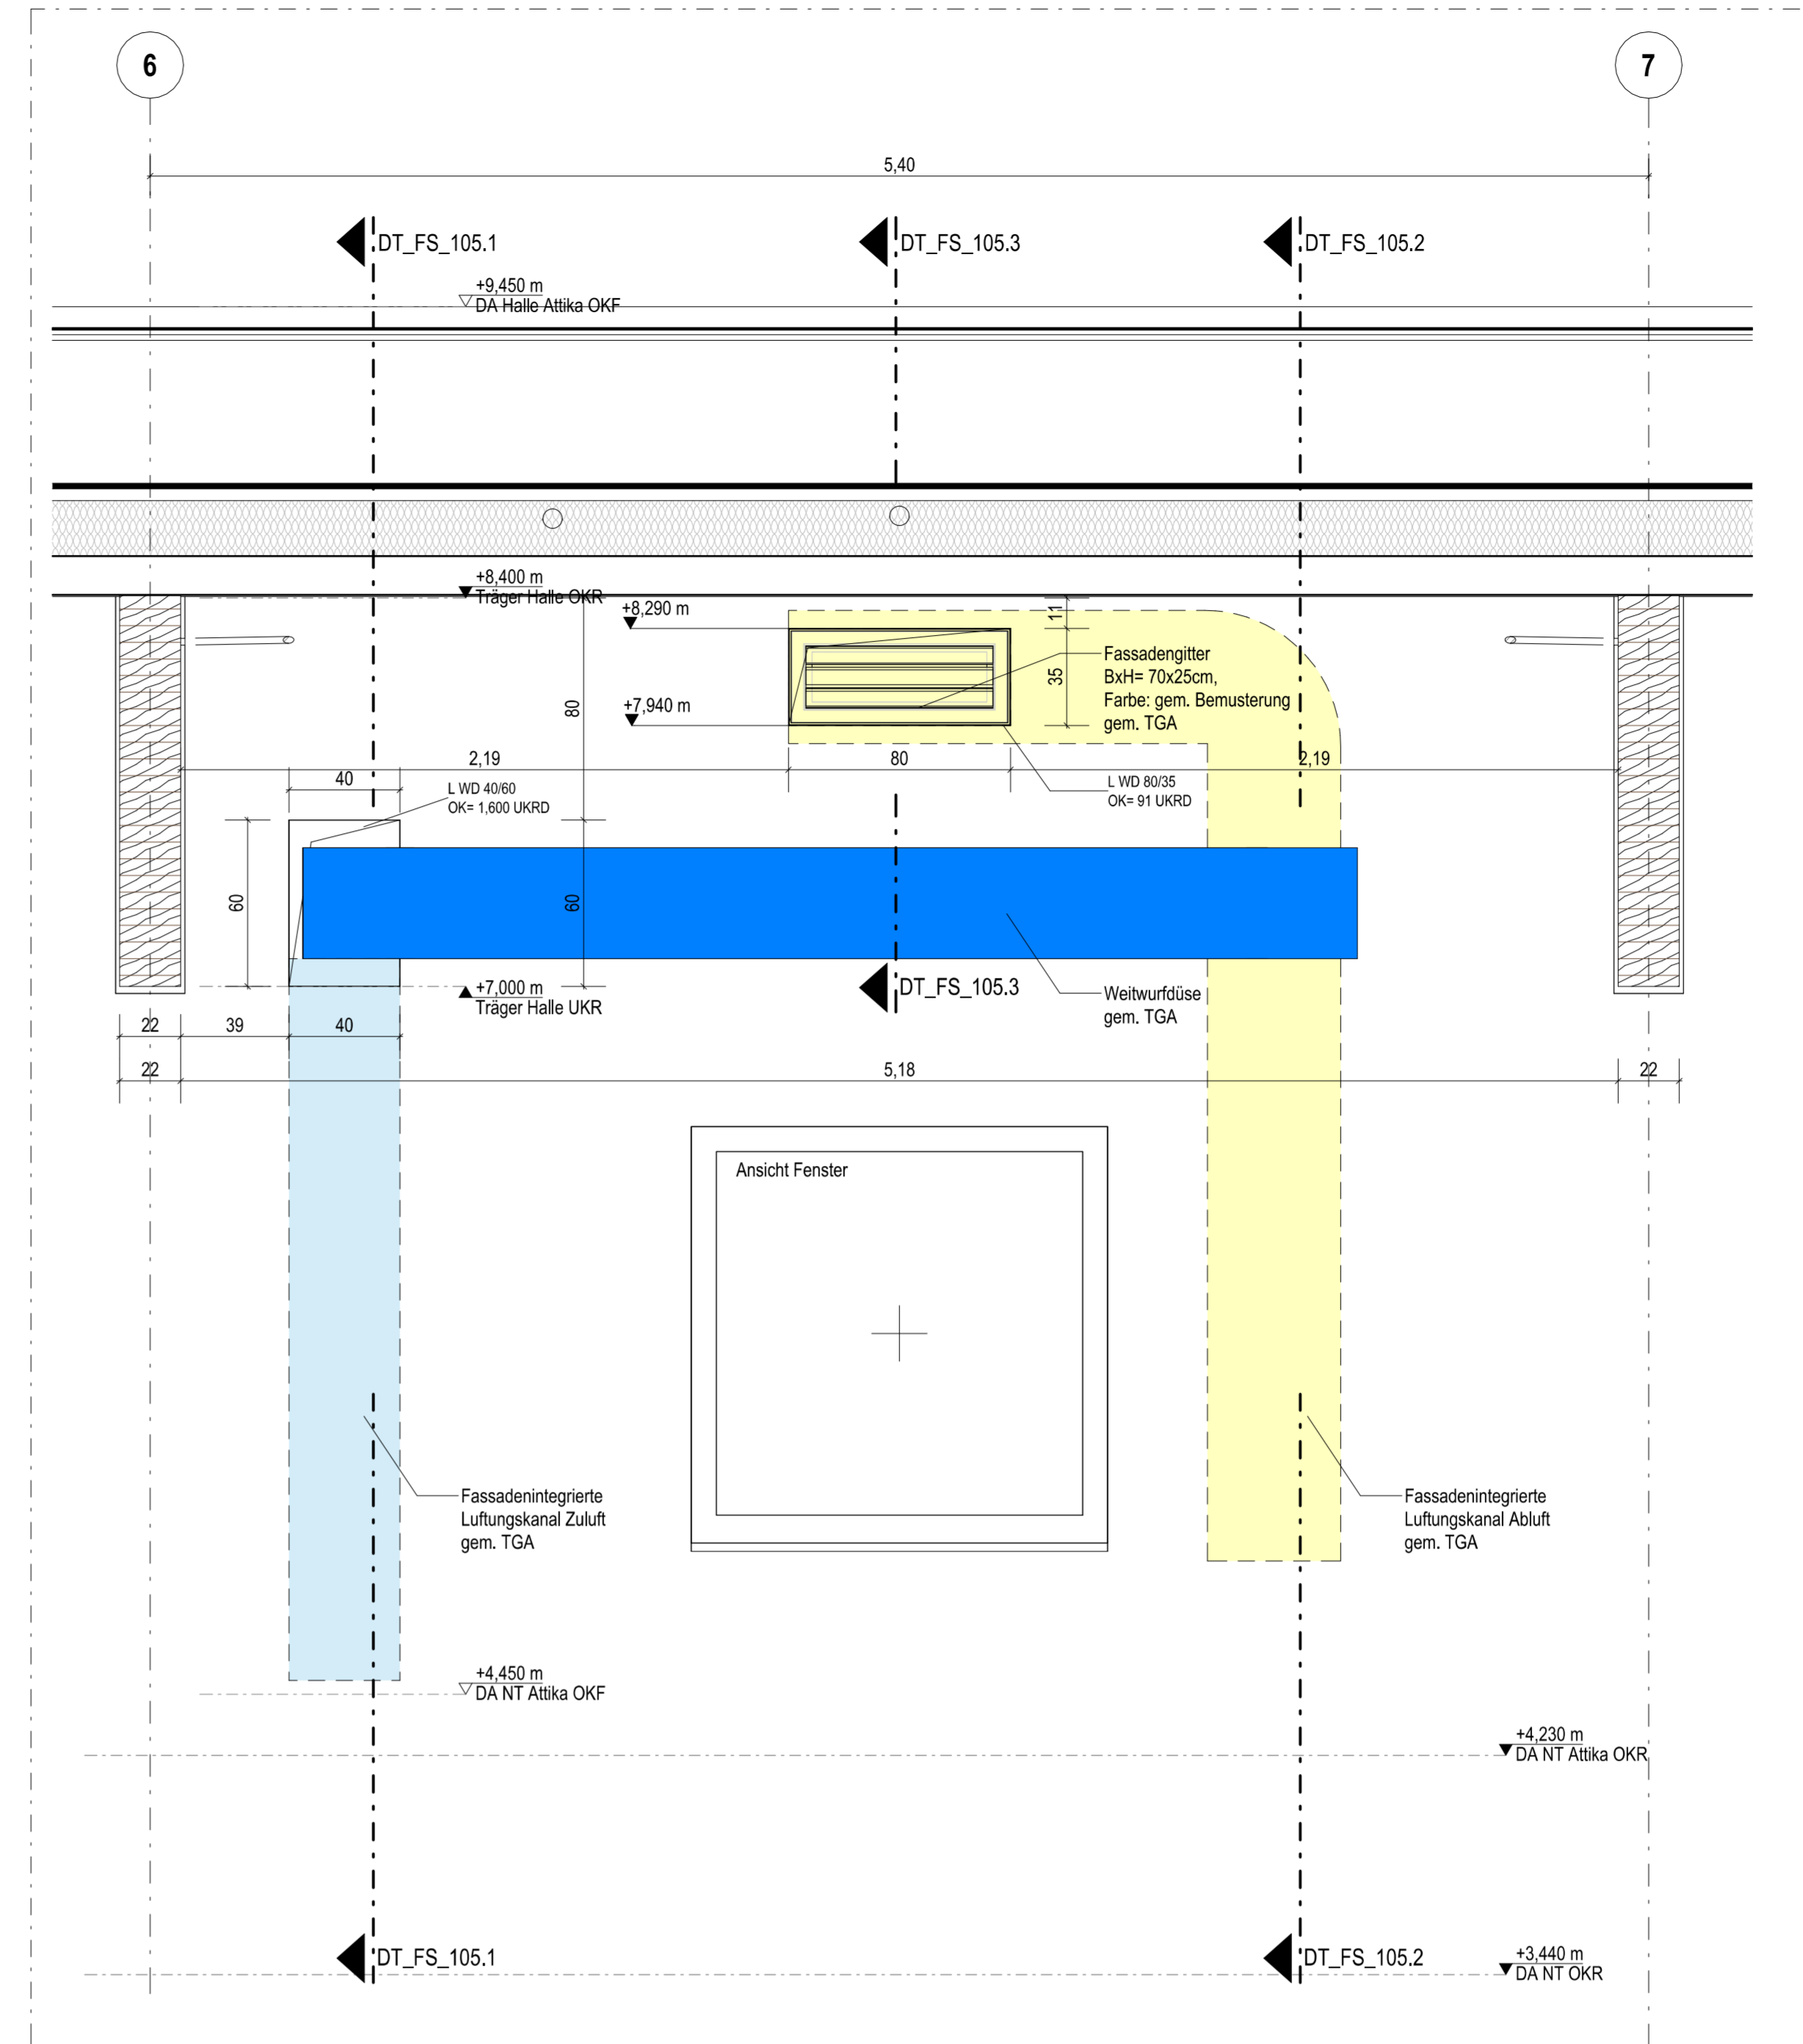 6
7
5,40
DT_FS_105.1
DT_FS_105.3
DT_FS_105.2
+9,450 m
DA Halle Attika OKF
+8,400 m
Träger Halle OKR
+8,290 m
11
Fassadengitter
BxH= 70x25cm,
Farbe: gem. Bemusterung
gem. TGA
35
80
+7,940 m
2,19
80
2,19
40
L WD 40/60
OK= 1,600 UKRD
L WD 80/35
OK= 91 UKRD
60
60
+7,000 m
Träger Halle UKR
DT_FS_105.3
Weitwurfdüse
gem. TGA
22
39
40
22
5,18
22
Ansicht Fenster
Fassadenintegrierte
Luftungskanal Zuluft
gem. TGA
Fassadenintegrierte
Luftungskanal Abluft
gem. TGA
+4,450 m
DA NT Attika OKF
+4,230 m
DA NT Attika OKR
DT_FS_105.1
DT_FS_105.2
+3,440 m
DA NT OKR